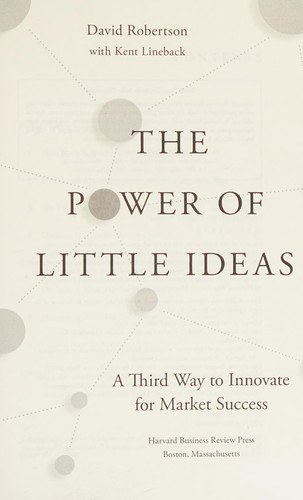 David Robertson
with Kent Lineback
THE
POWER OF
LITTLE IDEAS
A Third Way to Innovate
for Market Success
Harvard Business Review Press
Boston, Massachusetts